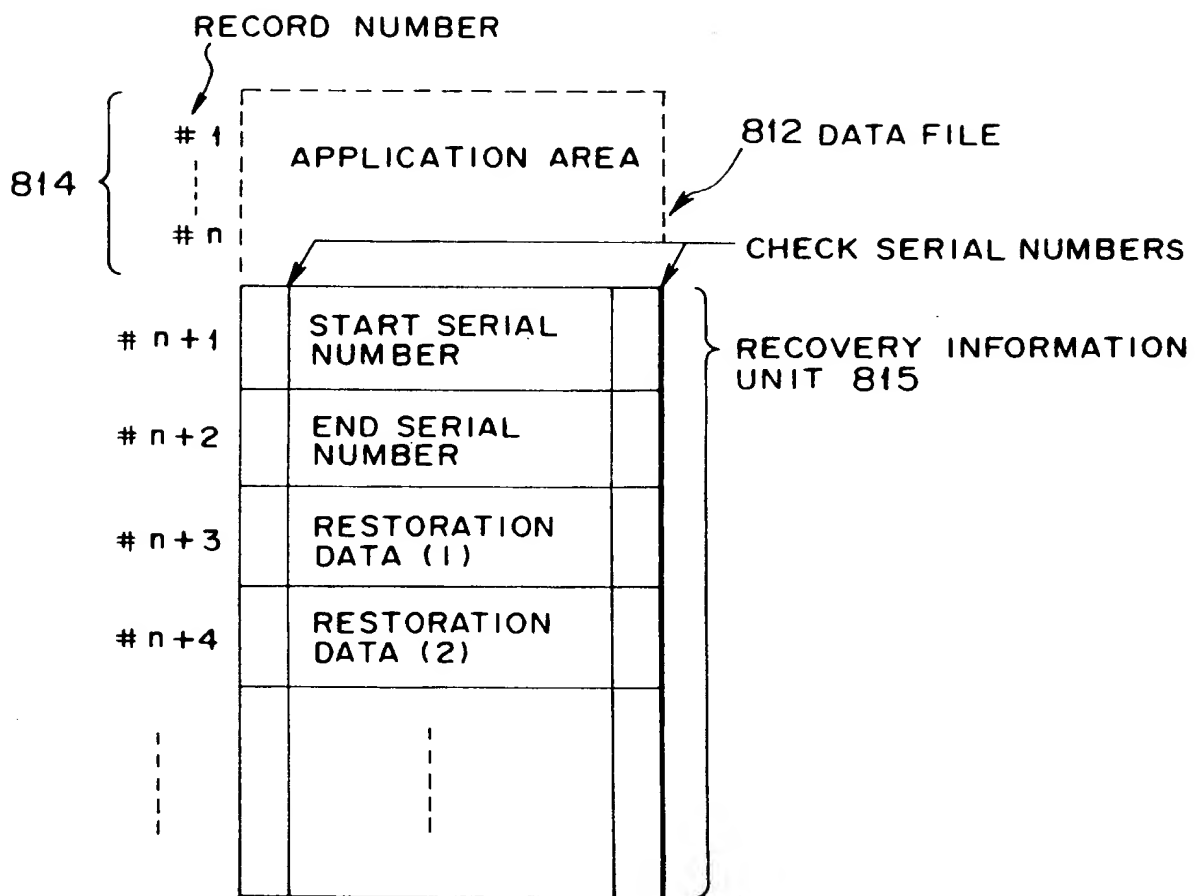 RECORD NUMBER
# 1
APPLICATION AREA
812 DATA FILE
814
# n
CHECK SERIAL NUMBERS
# n+1
START SERIAL
NUMBER
RECOVERY INFORMATION
UNIT 815
# n+2
END SERIAL
NUMBER
# n+3
RESTORATION
DATA (1)
# n+4
RESTORATION
DATA (2)